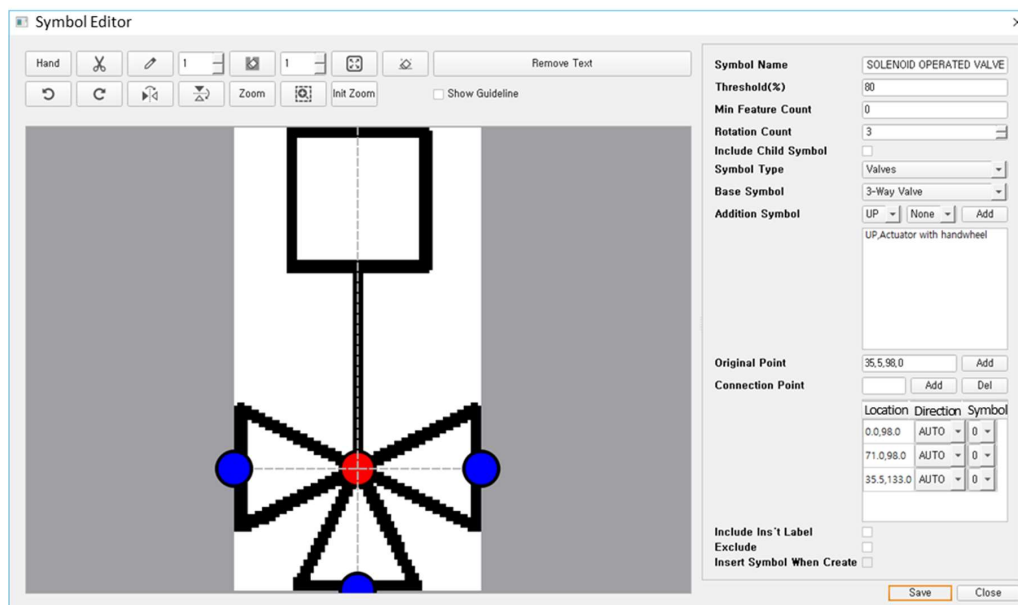 Symbol Editor
Hand 1 1 Remove Text
Zoom Init Zoom Show Guideline
Symbol Name SOLENOID OPERATED VALVE
Threshold(%) 80
Min Feature Count 0
Rotation Count 3
Include Child Symbol
Symbol Type Valves
Base Symbol 3-Way Valve
Addition Symbol UP None Add
UP,Actuator with handwheel
Original Point 35,5,98,0 Add
Connection Point Add Del
Location Direction Symbol
0.0,98.0 AUTO 0
71.0,98.0 AUTO 0
35.5,133.0 AUTO 0
Include Ins't Label
Exclude
Insert Symbol When Create
Save Close